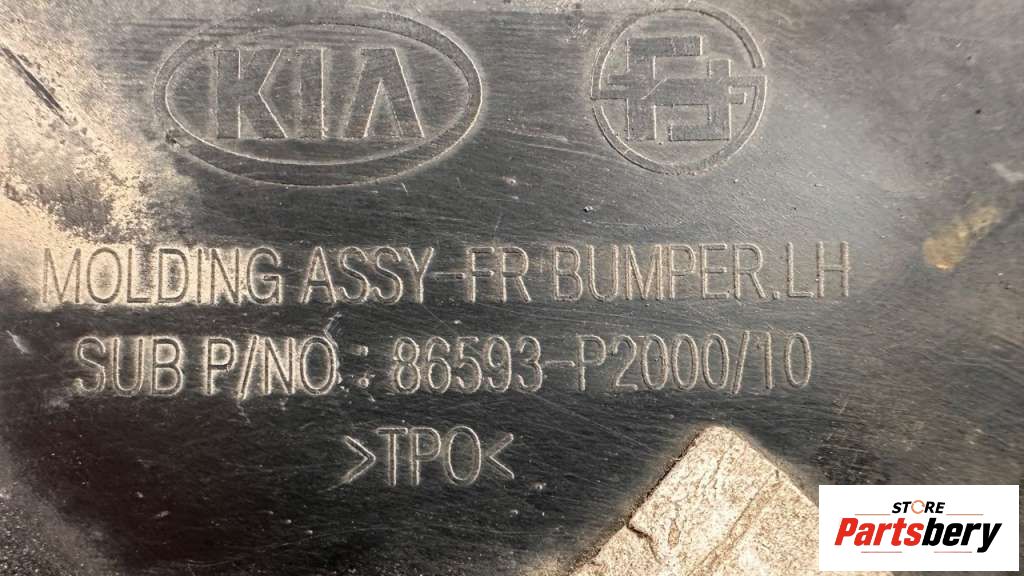 KIA
MOLDING ASSY-FR BUMPER.LH
SUB P/NO.: 86593-P2000/10
>TPO<
STORE
Partsbery